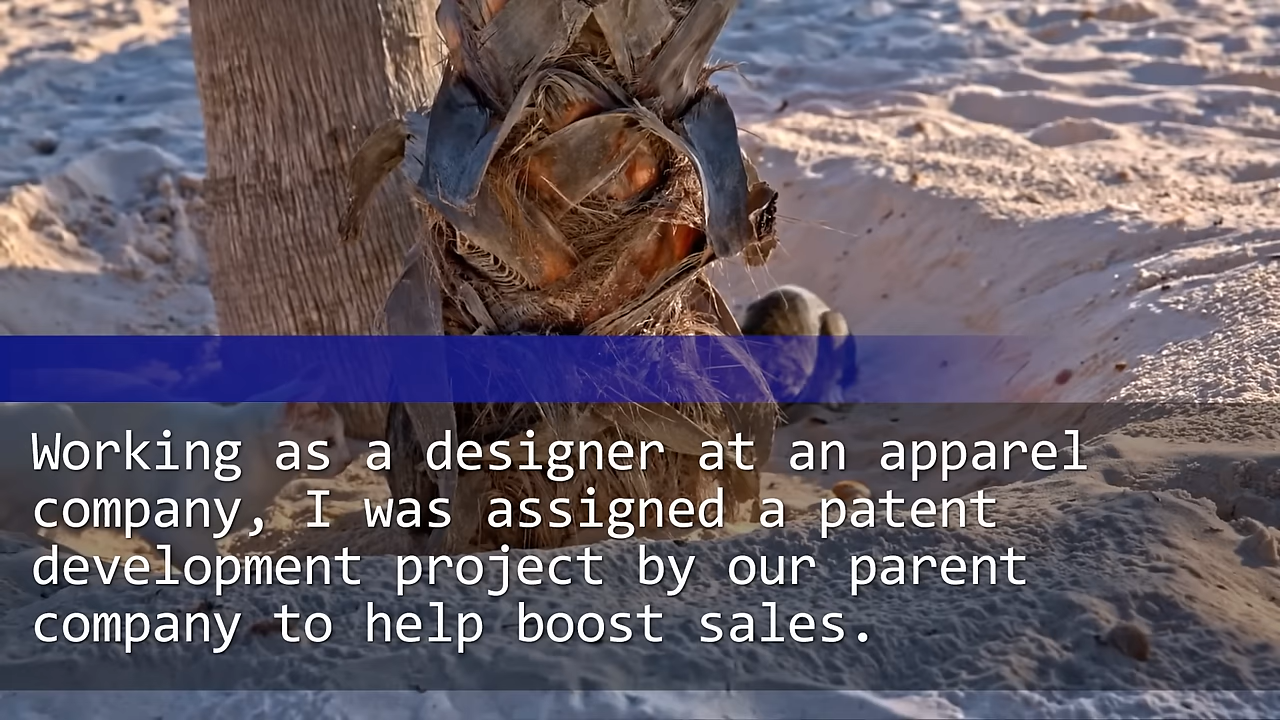 Working as a designer at an apparel
company, I was assigned a patent
development project by our parent
company to help boost sales.